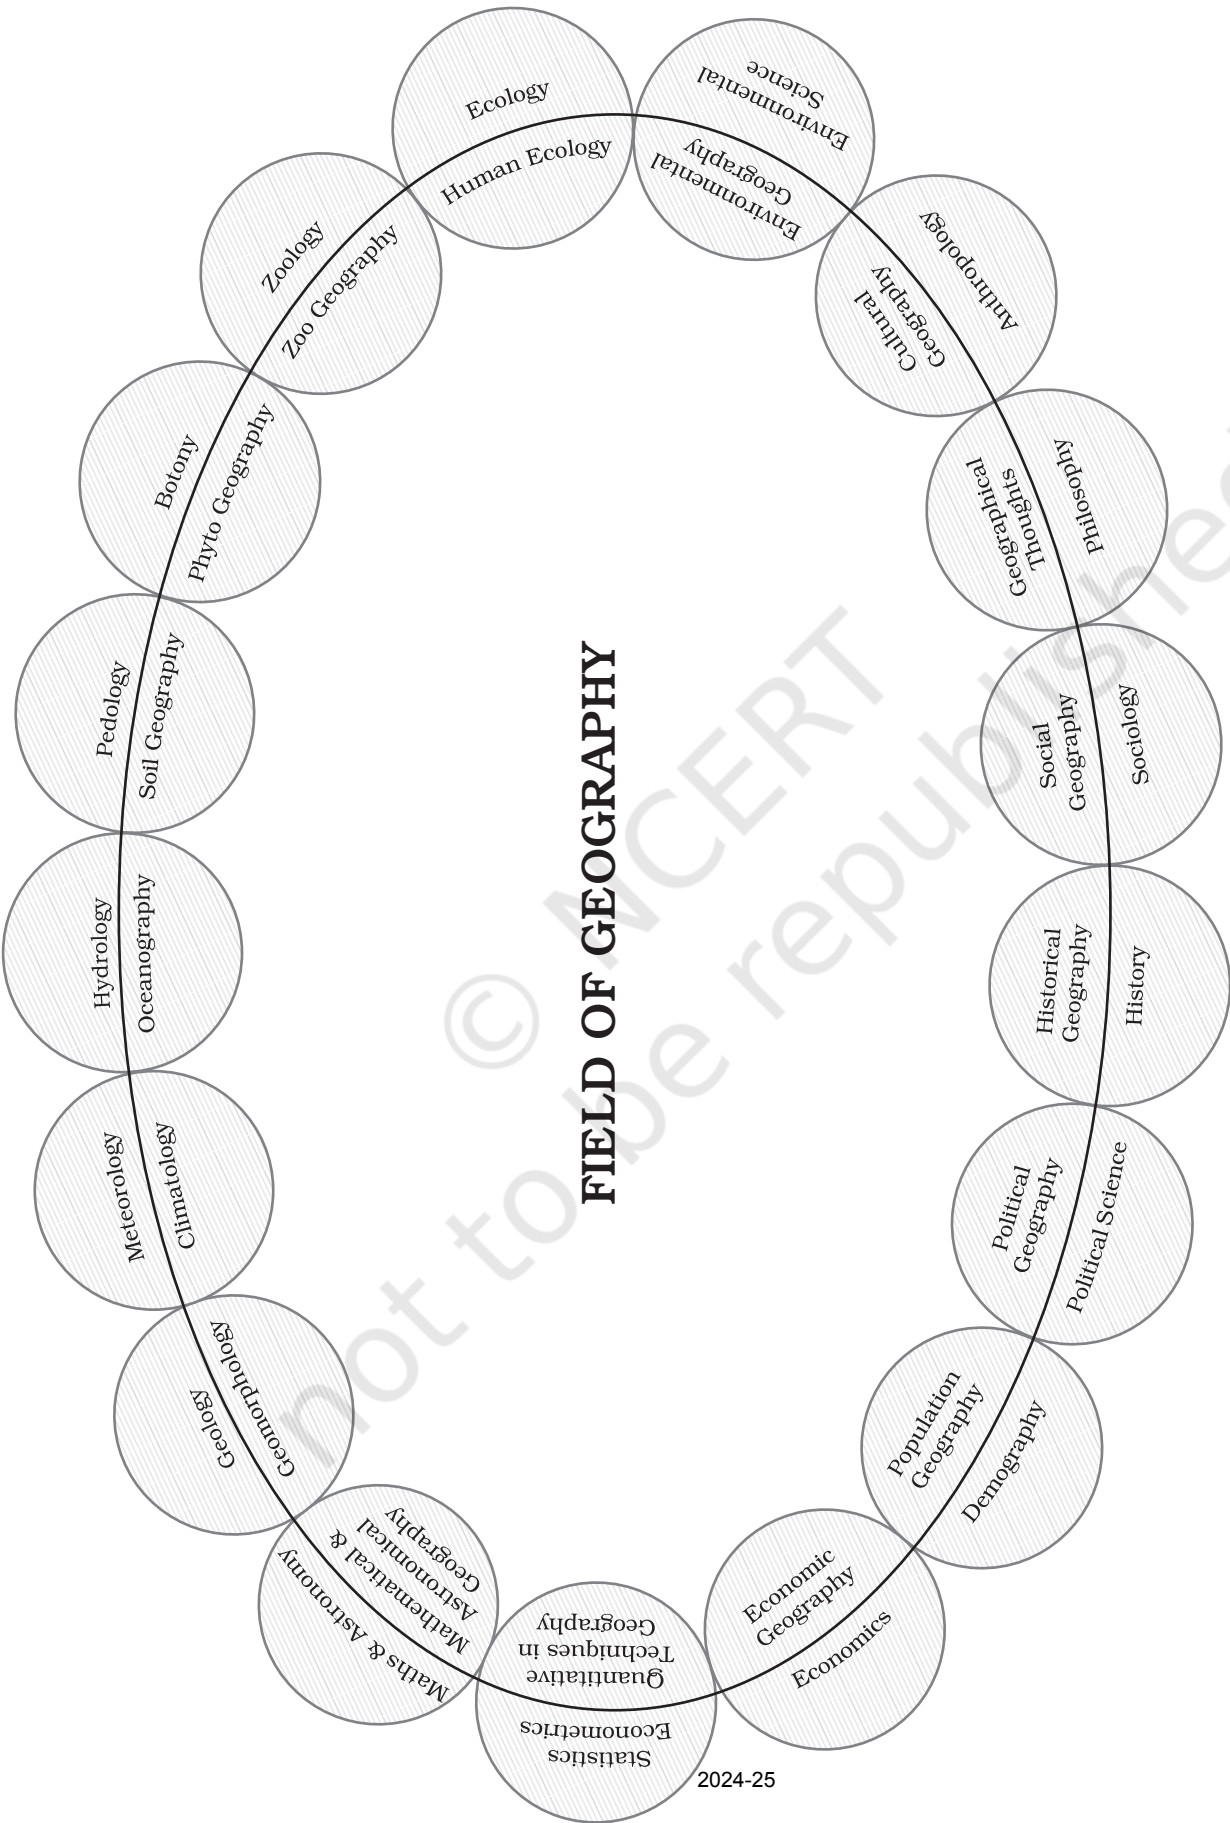 Ecology
Human Ecology
Environmental
Science
Environmental
Geography
Anthropology
Cultural
Geography
Philosophy
Geographical
Thoughts
Sociology
Social
Geography
History
Historical
Geography
Political Science
Political
Geography
Demography
Population
Geography
Economics
Economic
Geography
Statistics
Econometrics
Quantitative
Techniques in
Geography
Maths & Astronomy
Mathematical &
Astronomical
Geography
Geology
Geomorphology
Meteorology
Climatology
Hydrology
Oceanography
Pedology
Soil Geography
Botony
Phyto Geography
Zoology
Zoo Geography
FIELD OF GEOGRAPHY
© NCERT
not to be republished
2024-25